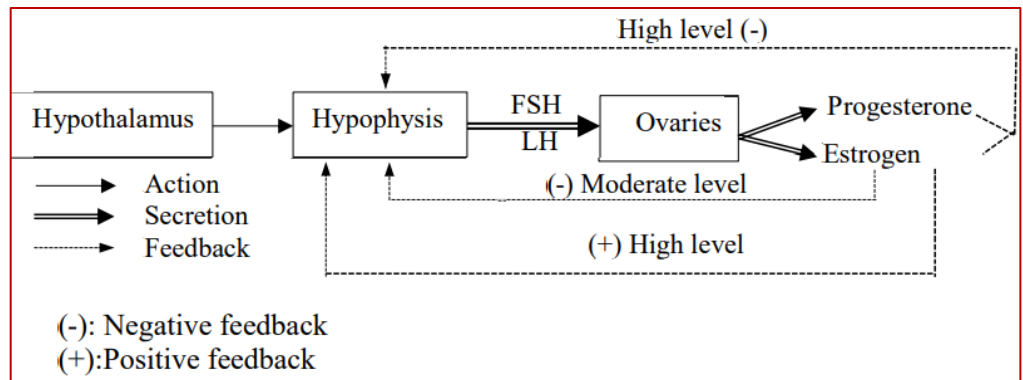 High level (-)
Hypothalamus
Hypophysis
FSH
LH
Ovaries
Progesterone
Estrogen
(-) Moderate level
(+) High level
Action
Secretion
Feedback
(-): Negative feedback
(+):Positive feedback